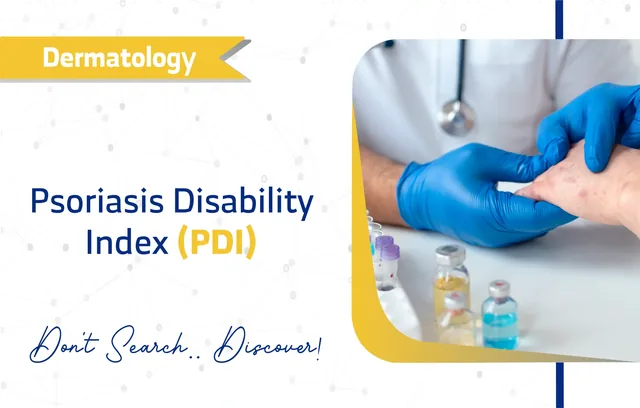 Dermatology
Psoriasis Disability
Index (PDI)
Don't Search.. Discover!